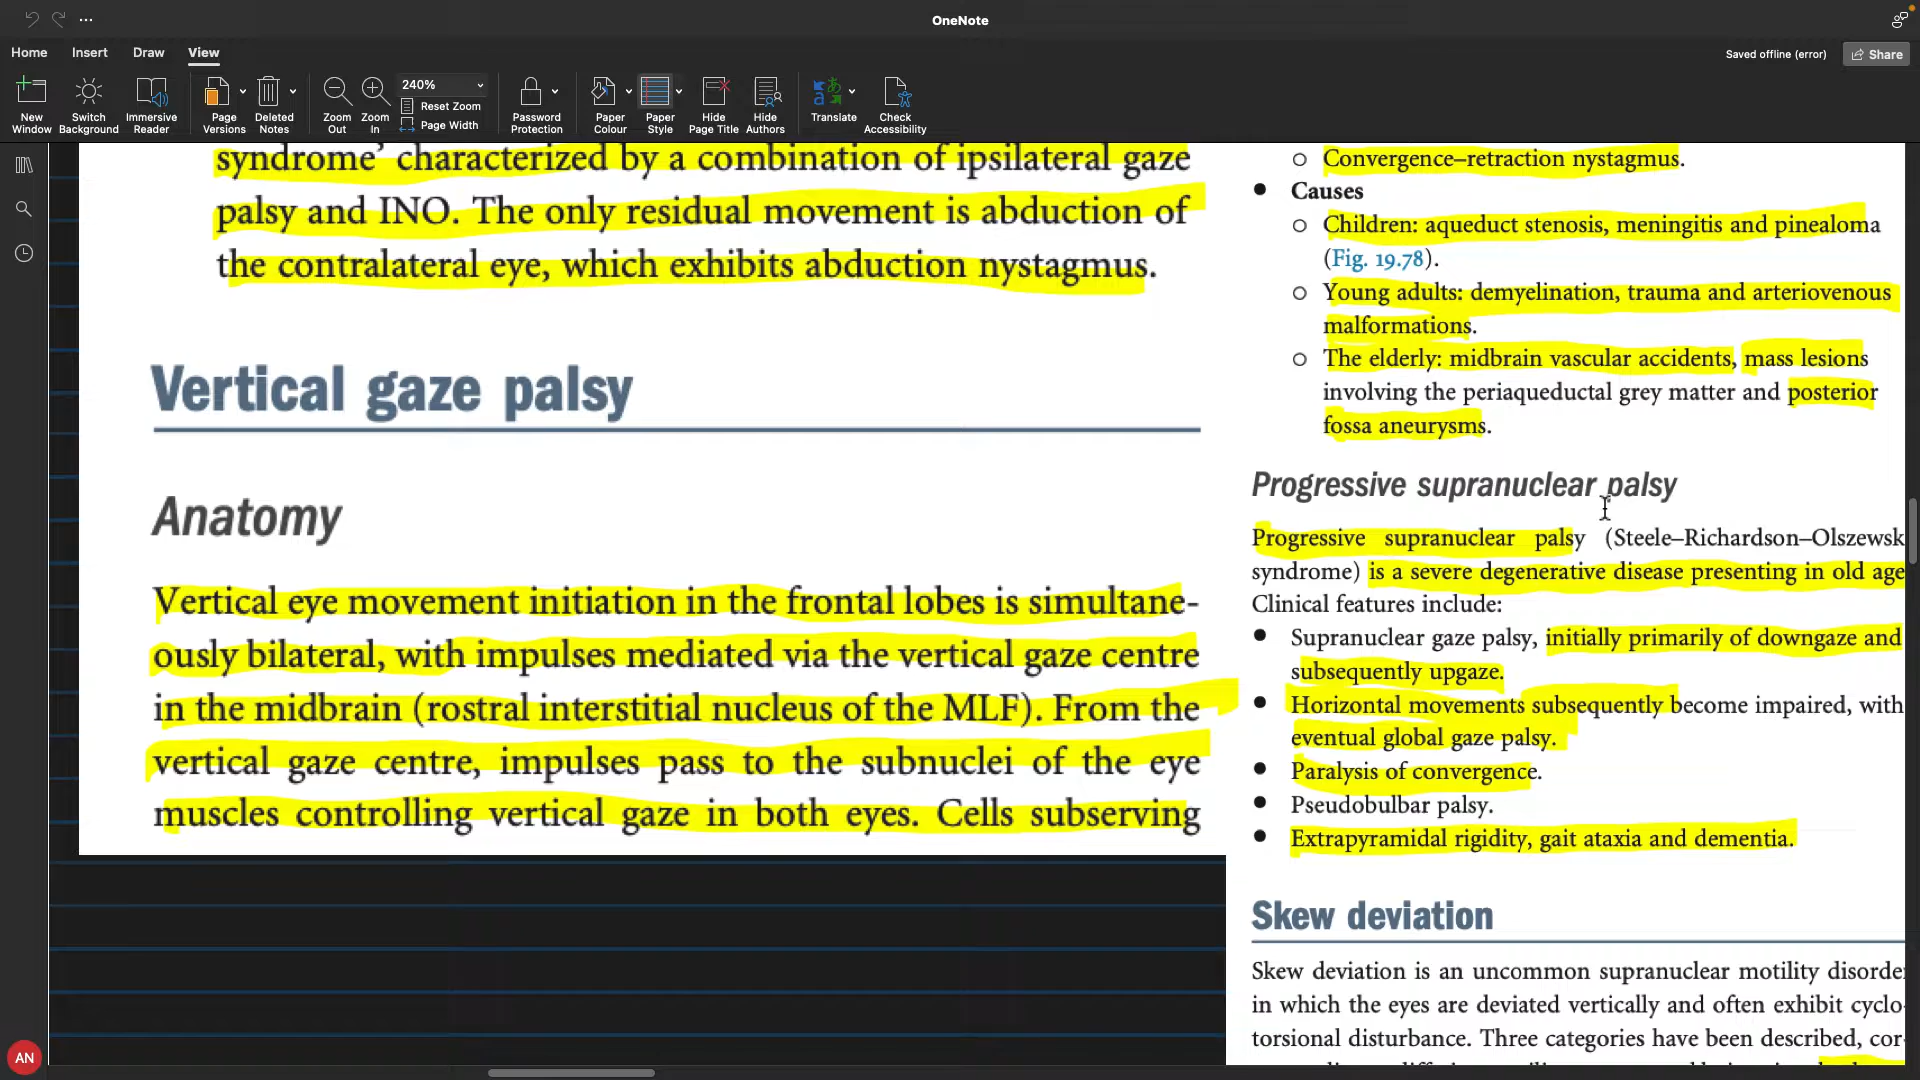 OneNote
Home
Insert
Draw
View
Saved offline (error)
Share
New Window
Switch Background
Immersive Reader
Page Versions
Deleted Notes
Zoom Out
Zoom In
240%
Reset Zoom
Page Width
Password Protection
Paper Colour
Paper Style
Hide Page Title
Hide Authors
Translate
Check Accessibility
syndrome’ characterized by a combination of ipsilateral gaze
palsy and INO. The only residual movement is abduction of
the contralateral eye, which exhibits abduction nystagmus.
Vertical gaze palsy
Anatomy
Vertical eye movement initiation in the frontal lobes is simultane-
ously bilateral, with impulses mediated via the vertical gaze centre
in the midbrain (rostral interstitial nucleus of the MLF). From the
vertical gaze centre, impulses pass to the subnuclei of the eye
muscles controlling vertical gaze in both eyes. Cells subserving
○ Convergence–retraction nystagmus.
● Causes
○ Children: aqueduct stenosis, meningitis and pinealoma
(Fig. 19.78).
○ Young adults: demyelination, trauma and arteriovenous
malformations.
○ The elderly: midbrain vascular accidents, mass lesions
involving the periaqueductal grey matter and posterior
fossa aneurysms.
Progressive supranuclear palsy
Progressive supranuclear palsy (Steele–Richardson–Olszewsk
syndrome) is a severe degenerative disease presenting in old age
Clinical features include:
● Supranuclear gaze palsy, initially primarily of downgaze and
subsequently upgaze.
● Horizontal movements subsequently become impaired, with
eventual global gaze palsy.
● Paralysis of convergence.
● Pseudobulbar palsy.
● Extrapyramidal rigidity, gait ataxia and dementia.
Skew deviation
Skew deviation is an uncommon supranuclear motility disorde
in which the eyes are deviated vertically and often exhibit cyclo-
torsional disturbance. Three categories have been described, cor-
AN